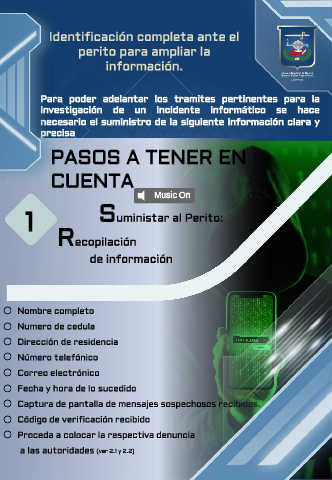 Identificación completa ante el
perito para ampliar la
información.
Para poder adelantar los tramites pertinentes para la
investigación de un incidente informático se hace
necesario el suministro de la siguiente información clara y
precisa
PASOS A TENER EN
CUENTA
Music On
1
Suministar al Perito:
Recopilación
de información
Nombre completo
Numero de cedula
Dirección de residencia
Número telefónico
Correo electrónico
Fecha y hora de lo sucedido
Captura de pantalla de mensajes sospechosos recibidos.
Código de verificación recibido
Proceda a colocar la respectiva denuncia
a las autoridades (ver 2.1 y 2.2)